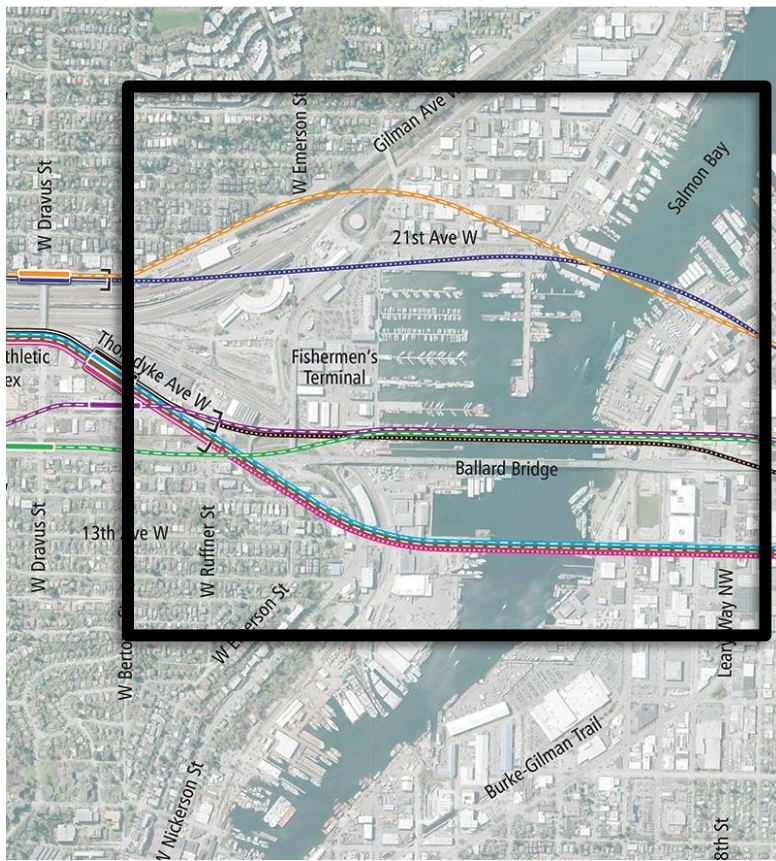 W Emerson St
Gilman Ave W
W Dravus St
Salmon Bay
21st Ave W
Thorndyke Ave W
thletic
ex
Fishermen's
Terminal
Ballard Bridge
W Dravus St
13th Ave W
W Ruffner St
W Emerson St
Leary Way NW
Burke-Gilman Trail
W Nickerson St
8th St